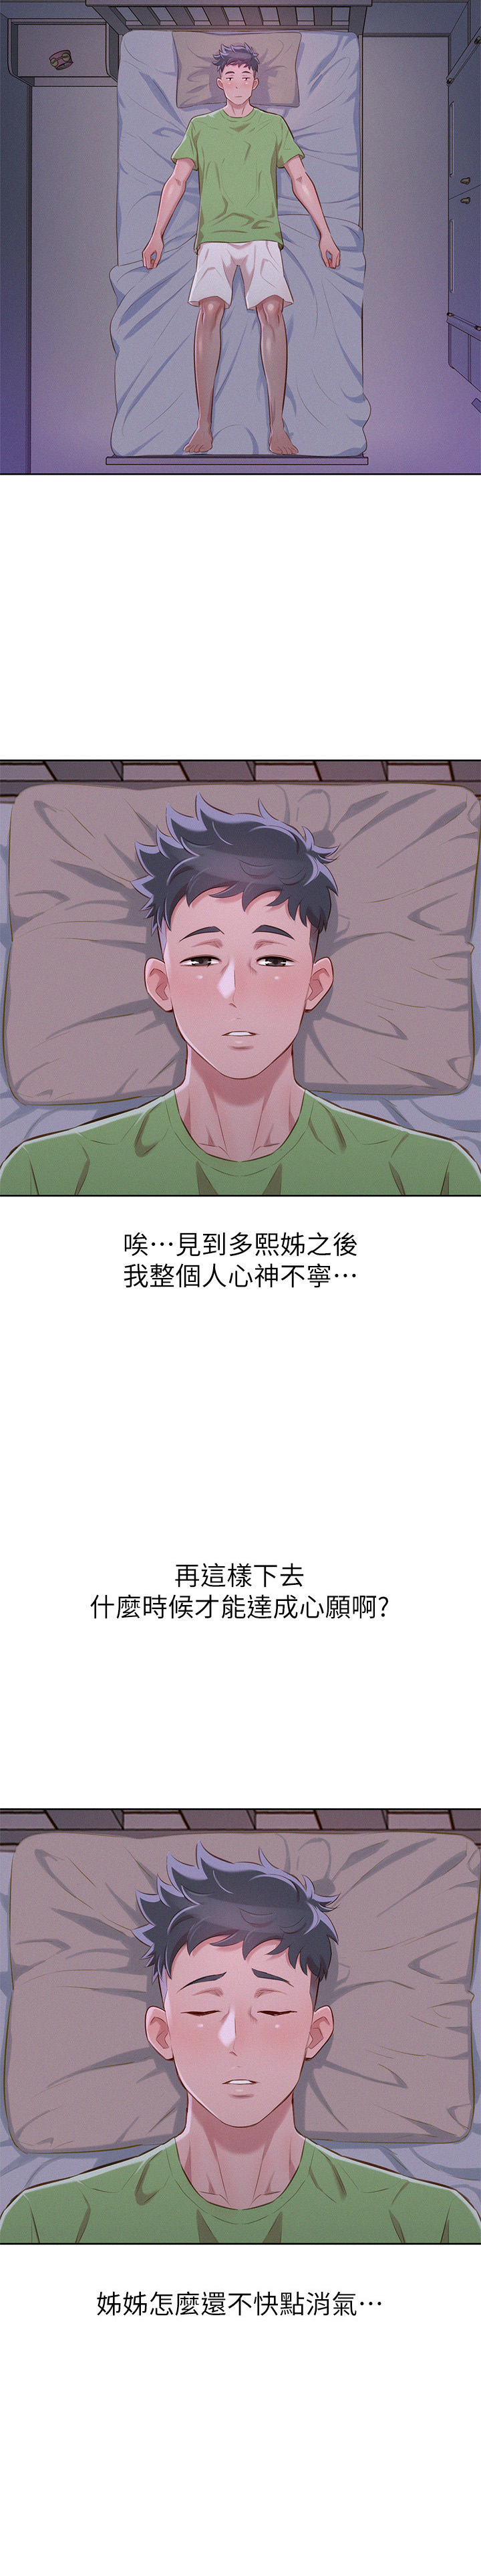 唉…見到多熙姊之後
我整個人心神不寧…
再這樣下去
什麼時候才能達成心願啊?
姊姊怎麼還不快點消氣…